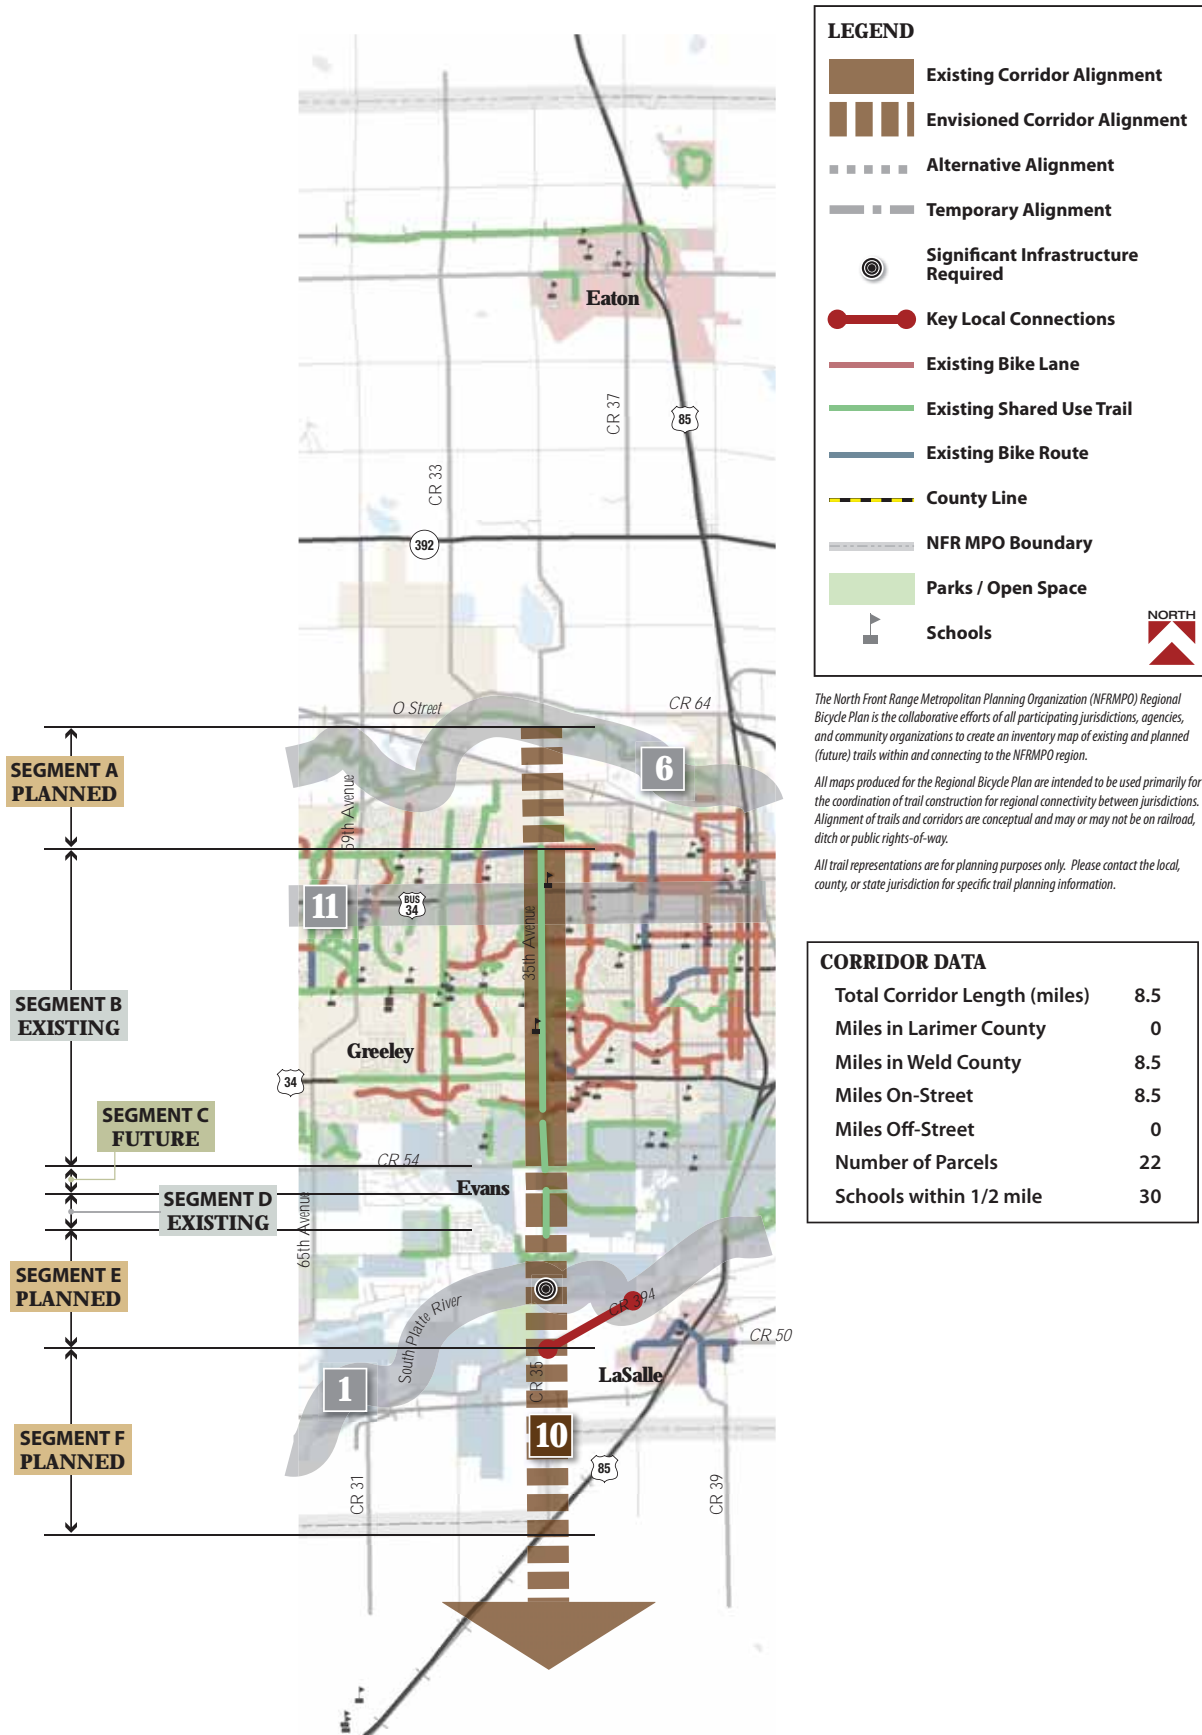 LEGEND
Existing Corridor Alignment
Envisioned Corridor Alignment
Alternative Alignment
Temporary Alignment
Significant Infrastructure
Required
Key Local Connections
Existing Bike Lane
Existing Shared Use Trail
Existing Bike Route
County Line
NFR MPO Boundary
Parks / Open Space
Schools
NORTH
The North Front Range Metropolitan Planning Organization (NFRMPO) Regional
Bicycle Plan is the collaborative efforts of all participating jurisdictions, agencies,
and community organizations to create an inventory map of existing and planned
(future) trails within and connecting to the NFRMPO region.
All maps produced for the Regional Bicycle Plan are intended to be used primarily for
the coordination of trail construction for regional connectivity between jurisdictions.
Alignment of trails and corridors are conceptual and may or may not be on railroad,
ditch or public rights-of-way.
All trail representations are for planning purposes only. Please contact the local,
county, or state jurisdiction for specific trail planning information.
CORRIDOR DATA
Total Corridor Length (miles) 8.5
Miles in Larimer County 0
Miles in Weld County 8.5
Miles On-Street 8.5
Miles Off-Street 0
Number of Parcels 22
Schools within 1/2 mile 30
Eaton
CR 37
85
CR 33
392
O Street
CR 64
6
59th Avenue
11
BUS
34
35th Avenue
Greeley
34
CR 54
Evans
65th Avenue
South Platte River
CR 394
CR 50
LaSalle
CR 35
1
10
85
CR 31
CR 39
SEGMENT A
PLANNED
SEGMENT B
EXISTING
SEGMENT C
FUTURE
SEGMENT D
EXISTING
SEGMENT E
PLANNED
SEGMENT F
PLANNED